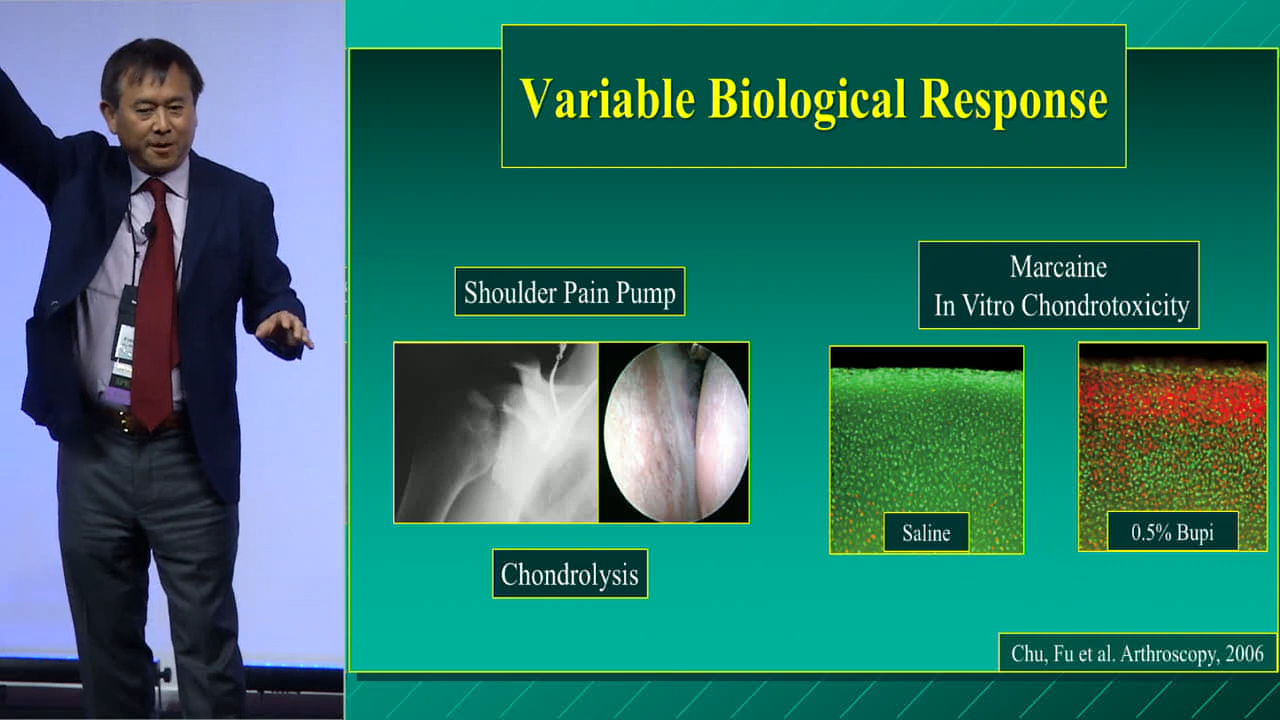 Variable Biological Response
Shoulder Pain Pump
Marcaine
In Vitro Chondrotoxicity
Saline
0.5% Bupi
Chondrolysis
Chu, Fu et al. Arthroscopy, 2006